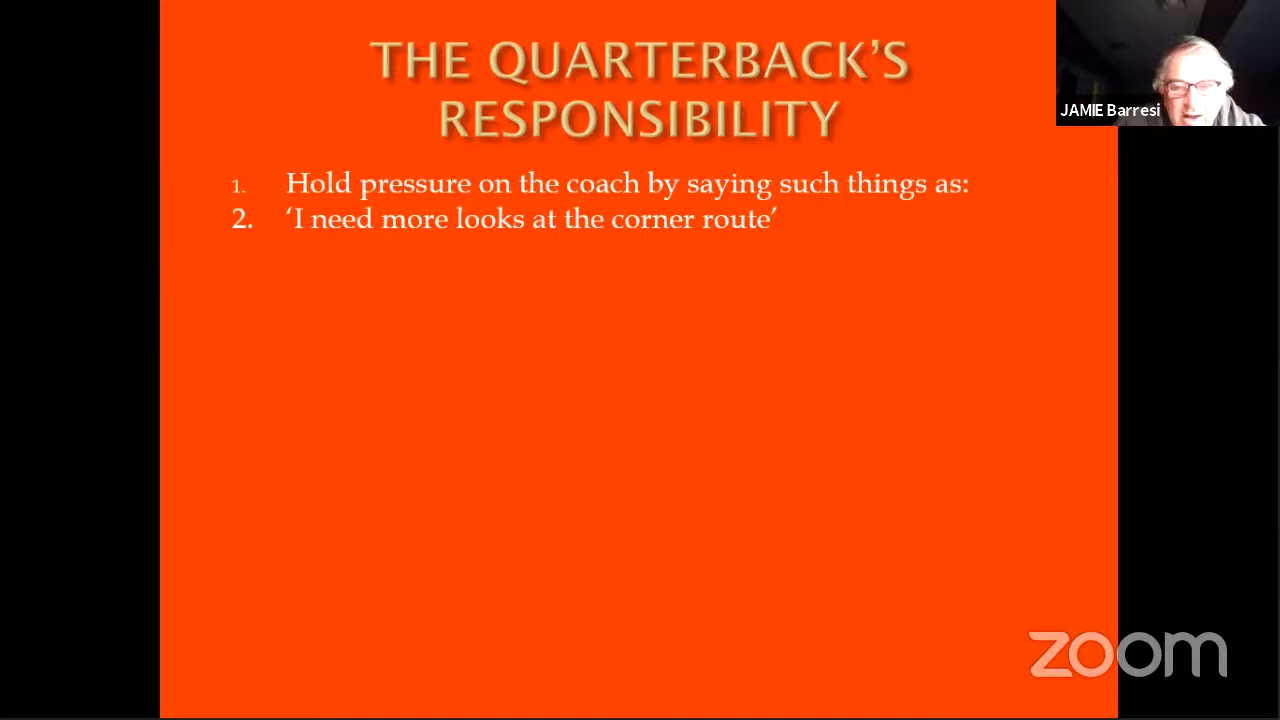 THE QUARTERBACK’S
RESPONSIBILITY
JAMIE Barresi
1. Hold pressure on the coach by saying such things as:
2. ‘I need more looks at the corner route’
zoom